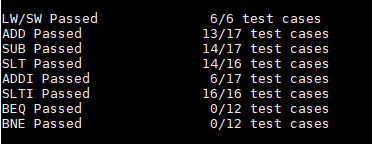 LW/SW Passed 6/6 test cases
ADD Passed 13/17 test cases
SUB Passed 14/17 test cases
SLT Passed 14/16 test cases
ADDI Passed 6/17 test cases
SLTI Passed 16/16 test cases
BEQ Passed 0/12 test cases
BNE Passed 0/12 test cases